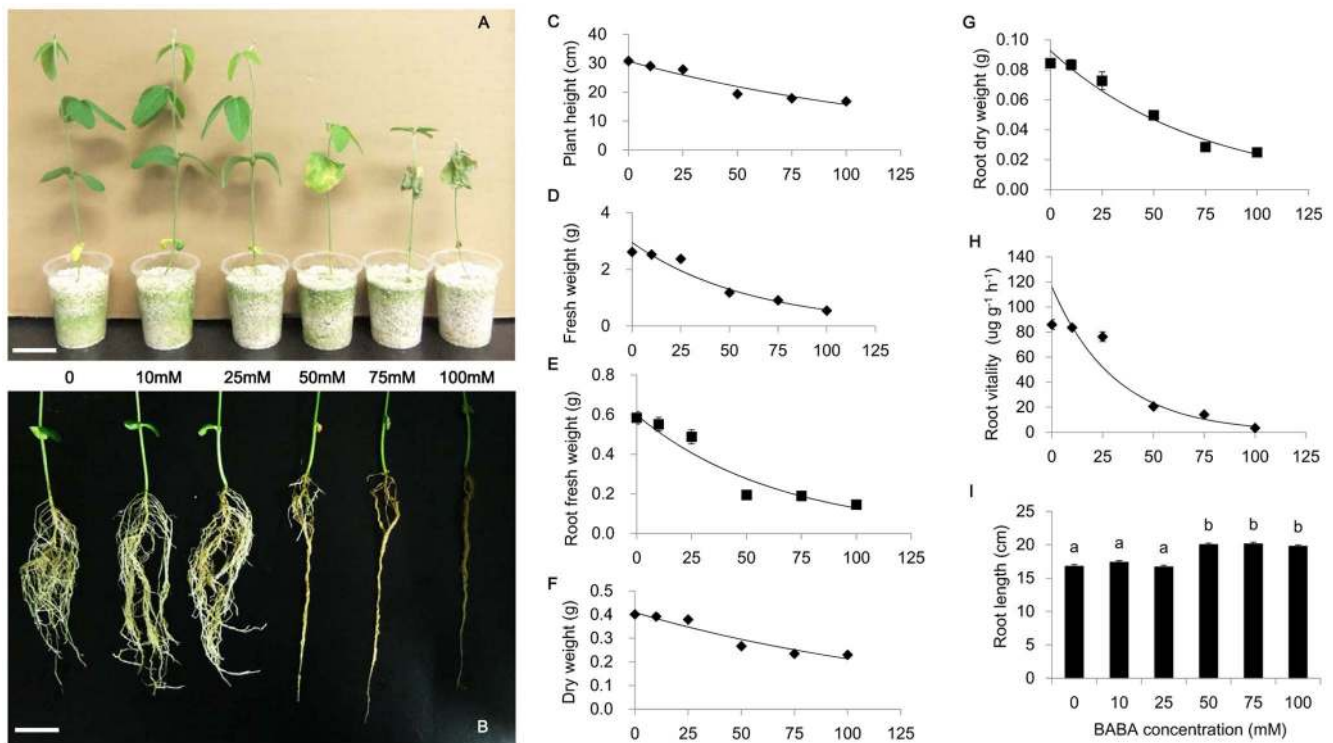 A
0 10mM 25mM 50mM 75mM 100mM
B
C
Plant height (cm)
40
30
20
10
0
0 25 50 75 100 125
D
Fresh weight (g)
4
2
0
0 25 50 75 100 125
E
Root fresh weight (g)
0.8
0.6
0.4
0.2
0.0
0 25 50 75 100 125
F
Dry weight (g)
0.5
0.4
0.3
0.2
0.1
0.0
0 25 50 75 100 125
G
Root dry weight (g)
0.10
0.08
0.06
0.04
0.02
0.00
0 25 50 75 100 125
H
Root vitality (ug g⁻¹ h⁻¹)
140
120
100
80
60
40
20
0
0 25 50 75 100 125
I
Root length (cm)
25
20
15
10
5
0
a a a b b b
0 10 25 50 75 100
BABA concentration (mM)